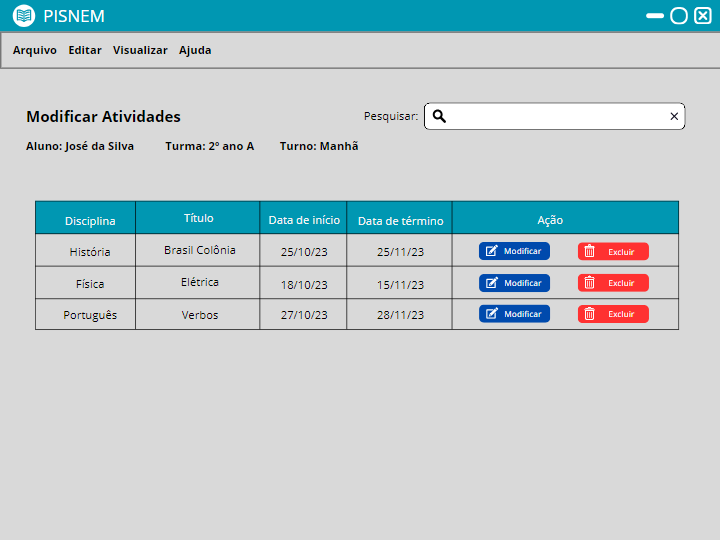 PISNEM
Arquivo Editar Visualizar Ajuda
Modificar Atividades Pesquisar:
Aluno: José da Silva Turma: 2º ano A Turno: Manhã
Disciplina Título Data de início Data de término Ação
História Brasil Colônia 25/10/23 25/11/23 Modificar Excluir
Física Elétrica 18/10/23 15/11/23 Modificar Excluir
Português Verbos 27/10/23 28/11/23 Modificar Excluir